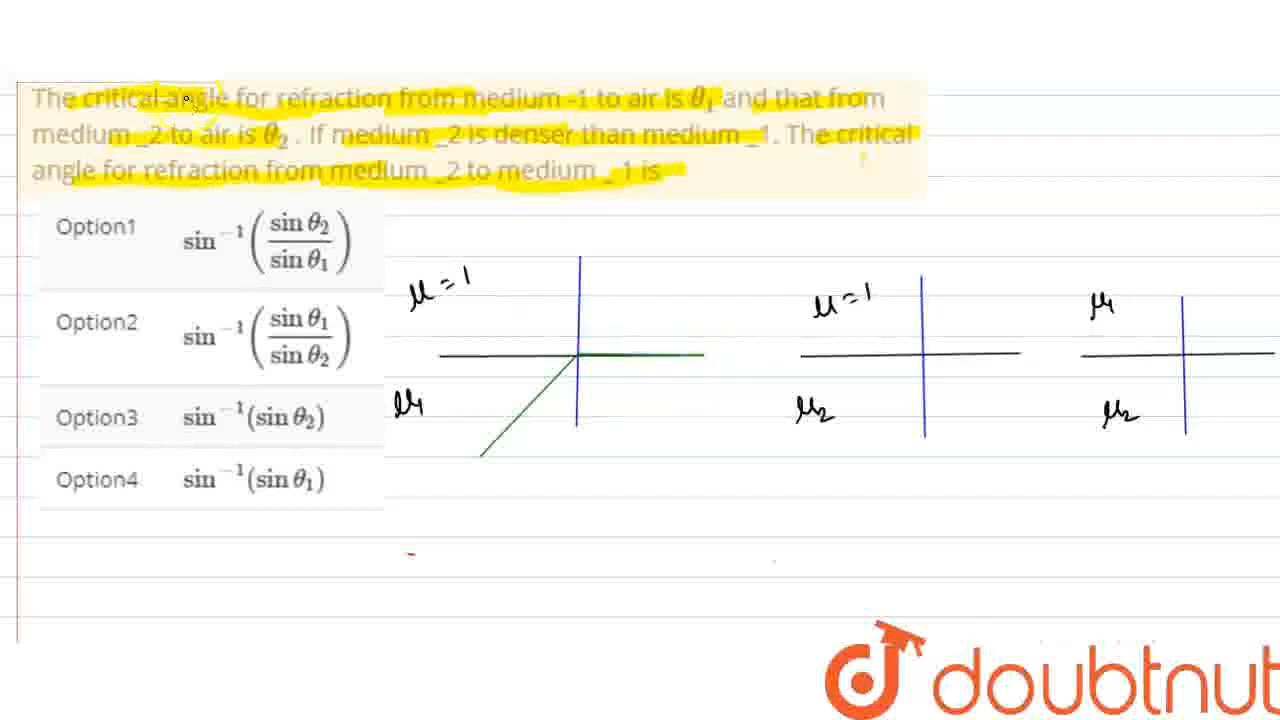 The critical angle for refraction from medium -1 to air is θ₁ and that from
medium _2 to air is θ₂ . If medium _2 is denser than medium _1. The critical
angle for refraction from medium _2 to medium _ 1 is
Option1 sin⁻¹(sin θ₂/sin θ₁)
Option2 sin⁻¹(sin θ₁/sin θ₂)
Option3 sin⁻¹(sin θ₂)
Option4 sin⁻¹(sin θ₁)
μ=1
μ₁
μ=1
μ₂
μ₁
μ₂
doubtnut